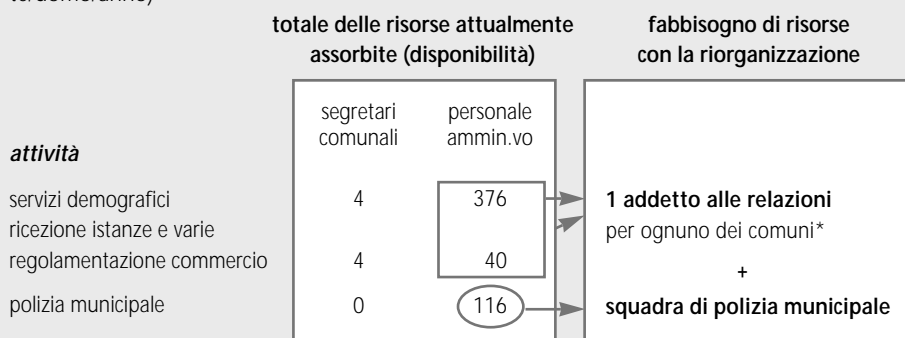 totale delle risorse attualmente
assorbite (disponibilità)
fabbisogno di risorse
con la riorganizzazione
segretari
comunali
personale
ammin.vo
attività
servizi demografici 4 376
ricezione istanze e varie
regolamentazione commercio 4 40
polizia municipale 0 116
1 addetto alle relazioni
per ognuno dei comuni*
+
squadra di polizia municipale